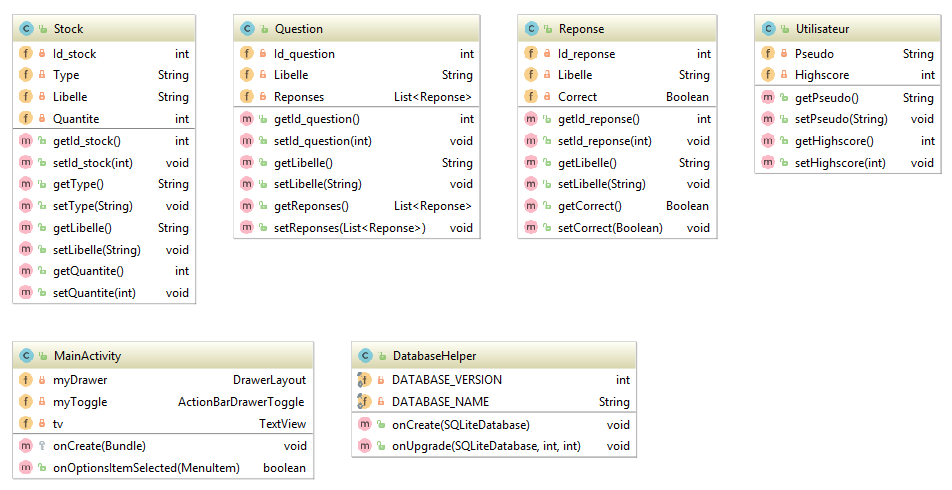 Stock
Id_stock int
Type String
Libelle String
Quantite int
getId_stock() int
setId_stock(int) void
getType() String
setType(String) void
getLibelle() String
setLibelle(String) void
getQuantite() int
setQuantite(int) void
Question
Id_question int
Libelle String
Reponses List<Reponse>
getId_question() int
setId_question(int) void
getLibelle() String
setLibelle(String) void
getReponses() List<Reponse>
setReponses(List<Reponse>) void
Reponse
Id_reponse int
Libelle String
Correct Boolean
getId_reponse() int
setId_reponse(int) void
getLibelle() String
setLibelle(String) void
getCorrect() Boolean
setCorrect(Boolean) void
Utilisateur
Pseudo String
Highscore int
getPseudo() String
setPseudo(String) void
getHighscore() int
setHighscore(int) void
MainActivity
myDrawer DrawerLayout
myToggle ActionBarDrawerToggle
tv TextView
onCreate(Bundle) void
onOptionsItemSelected(MenuItem) boolean
DatabaseHelper
DATABASE_VERSION int
DATABASE_NAME String
onCreate(SQLiteDatabase) void
onUpgrade(SQLiteDatabase, int, int) void